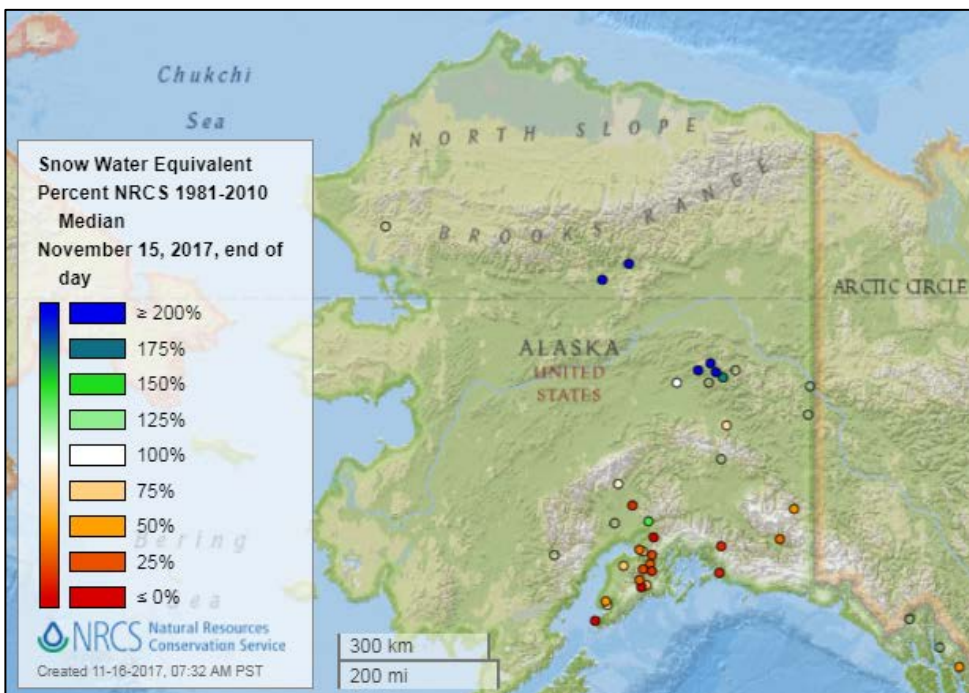 Chukchi
Sea
NORTH SLOPE
BROOKS RANGE
ARCTIC CIRCLE
ALASKA
UNITED
STATES
Bering
Sea
Snow Water Equivalent
Percent NRCS 1981-2010
Median
November 15, 2017, end of
day
≥ 200%
175%
150%
125%
100%
75%
50%
25%
≤ 0%
NRCS Natural Resources
Conservation Service
Created 11-16-2017, 07:32 AM PST
300 km
200 mi